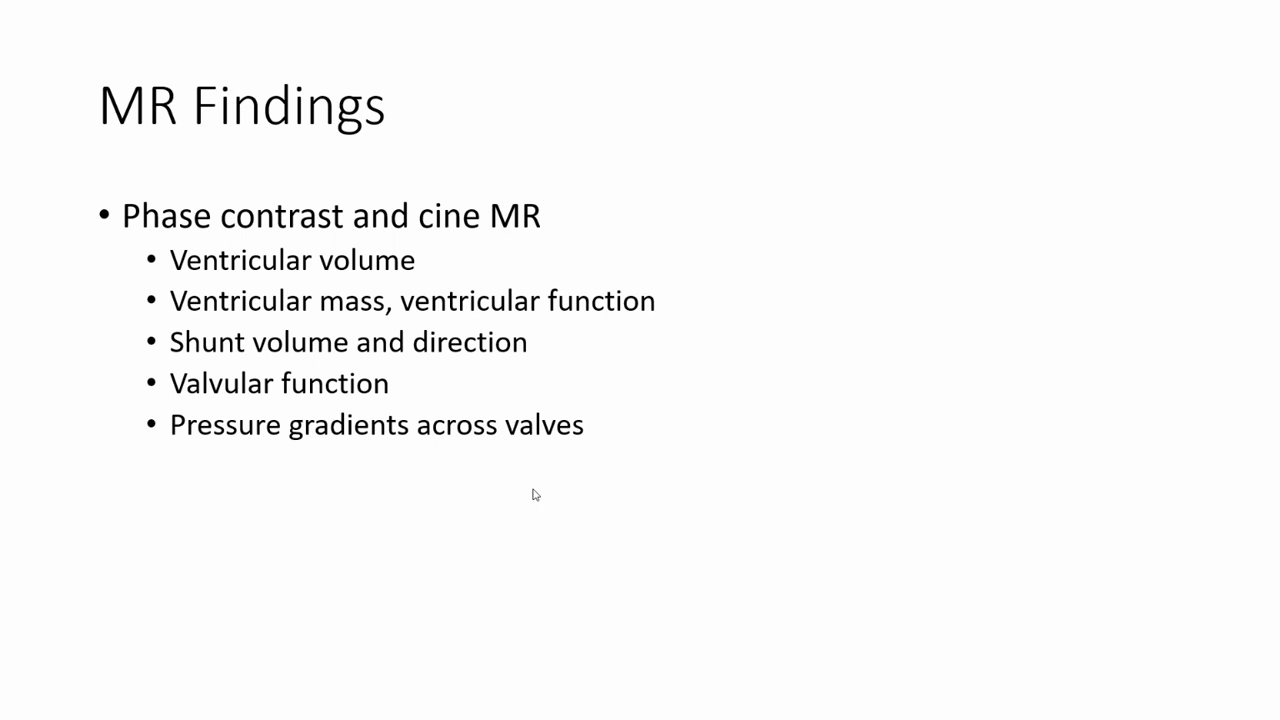 MR Findings
• Phase contrast and cine MR
• Ventricular volume
• Ventricular mass, ventricular function
• Shunt volume and direction
• Valvular function
• Pressure gradients across valves